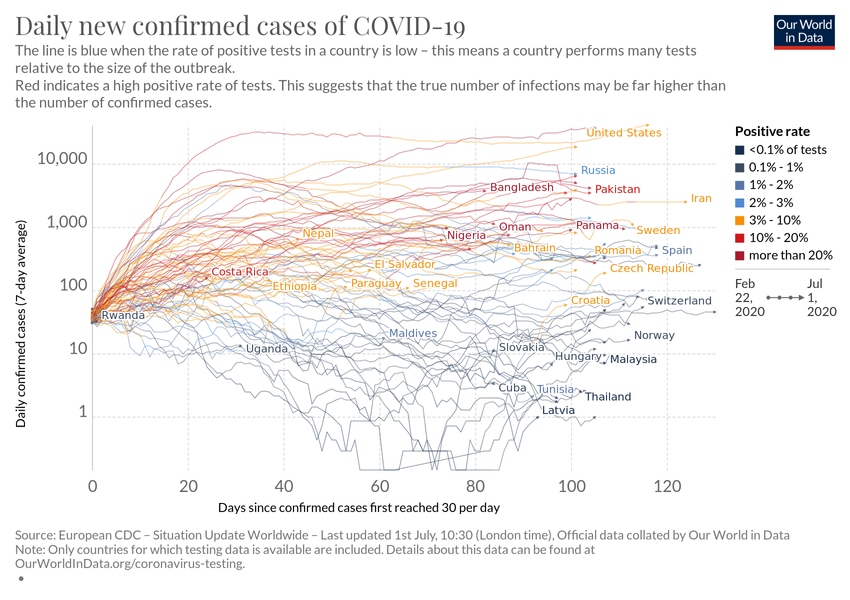 Daily new confirmed cases of COVID-19
Our World
in Data
The line is blue when the rate of positive tests in a country is low – this means a country performs many tests
relative to the size of the outbreak.
Red indicates a high positive rate of tests. This suggests that the true number of infections may be far higher than
the number of confirmed cases.
Daily confirmed cases (7-day average)
10,000
1,000
100
10
1
United States
Russia
Bangladesh
Pakistan
Iran
Nepal
Nigeria
Oman
Panama
Sweden
Bahrain
Romania
Spain
Costa Rica
El Salvador
Czech Republic
Ethiopia
Paraguay
Senegal
Croatia
Switzerland
Rwanda
Maldives
Norway
Uganda
Slovakia
Hungary
Malaysia
Cuba
Tunisia
Thailand
Latvia
0
20
40
60
80
100
120
Days since confirmed cases first reached 30 per day
Positive rate
<0.1% of tests
0.1% - 1%
1% - 2%
2% - 3%
3% - 10%
10% - 20%
more than 20%
Feb
22,
2020
Jul
1,
2020
Source: European CDC – Situation Update Worldwide – Last updated 1st July, 10:30 (London time), Official data collated by Our World in Data
Note: Only countries for which testing data is available are included. Details about this data can be found at
OurWorldInData.org/coronavirus-testing.
•